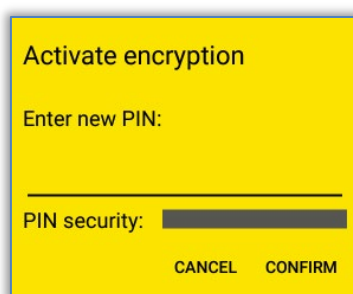 Activate encryption
Enter new PIN:
PIN security:
CANCEL CONFIRM